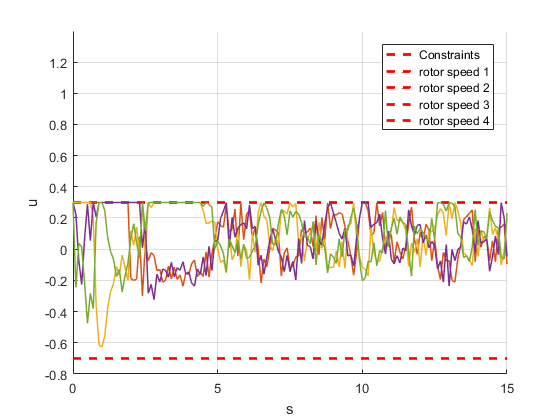 1.2
1
0.8
0.6
0.4
0.2
0
-0.2
-0.4
-0.6
-0.8
u
0
5
10
15
s
Constraints
rotor speed 1
rotor speed 2
rotor speed 3
rotor speed 4